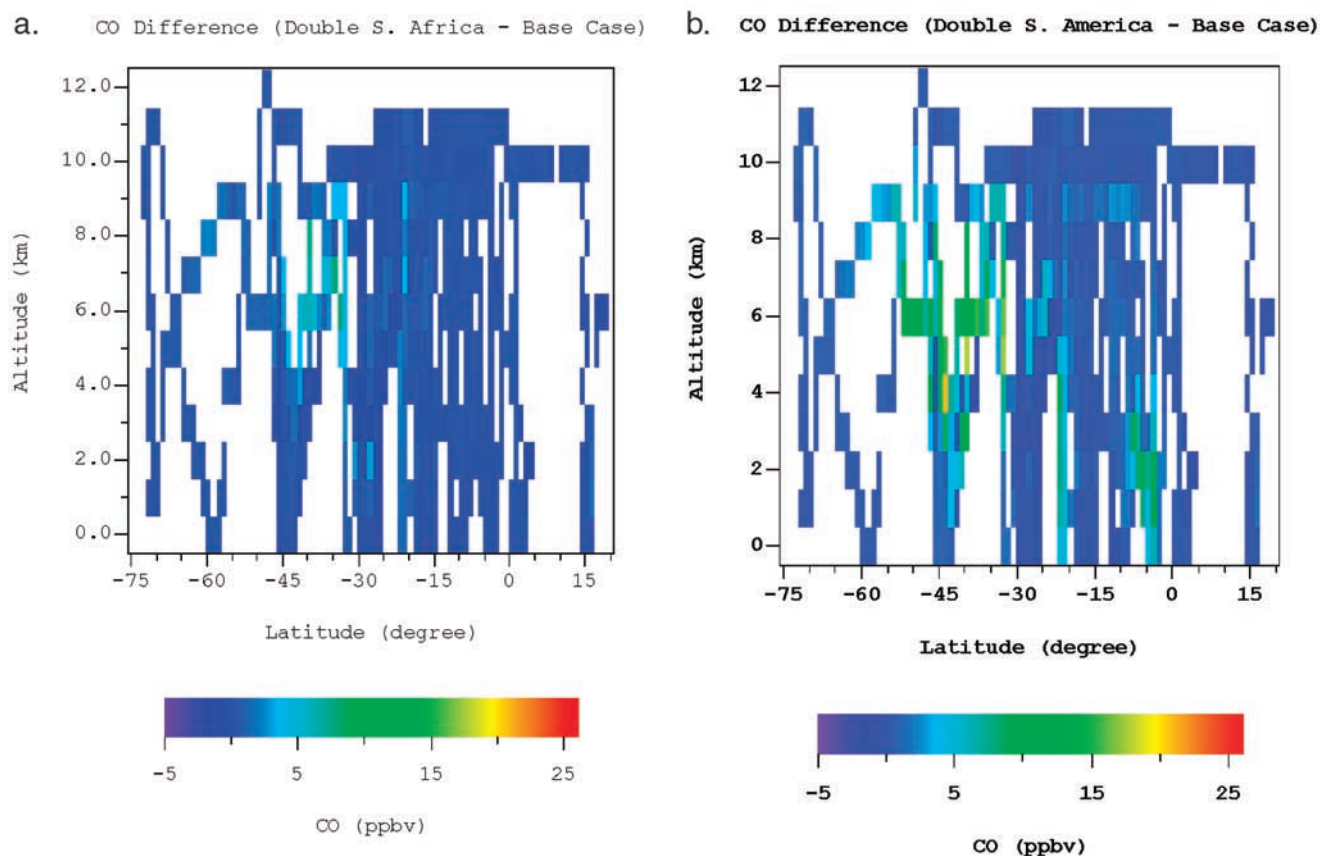 a.
CO Difference (Double S. Africa - Base Case)
12.0
10.0
8.0
6.0
4.0
2.0
0.0
Altitude (km)
-75 -60 -45 -30 -15 0 15
Latitude (degree)
-5 5 15 25
CO (ppbv)
b.
CO Difference (Double S. America - Base Case)
12
10
8
6
4
2
0
Altitude (km)
-75 -60 -45 -30 -15 0 15
Latitude (degree)
-5 5 15 25
CO (ppbv)